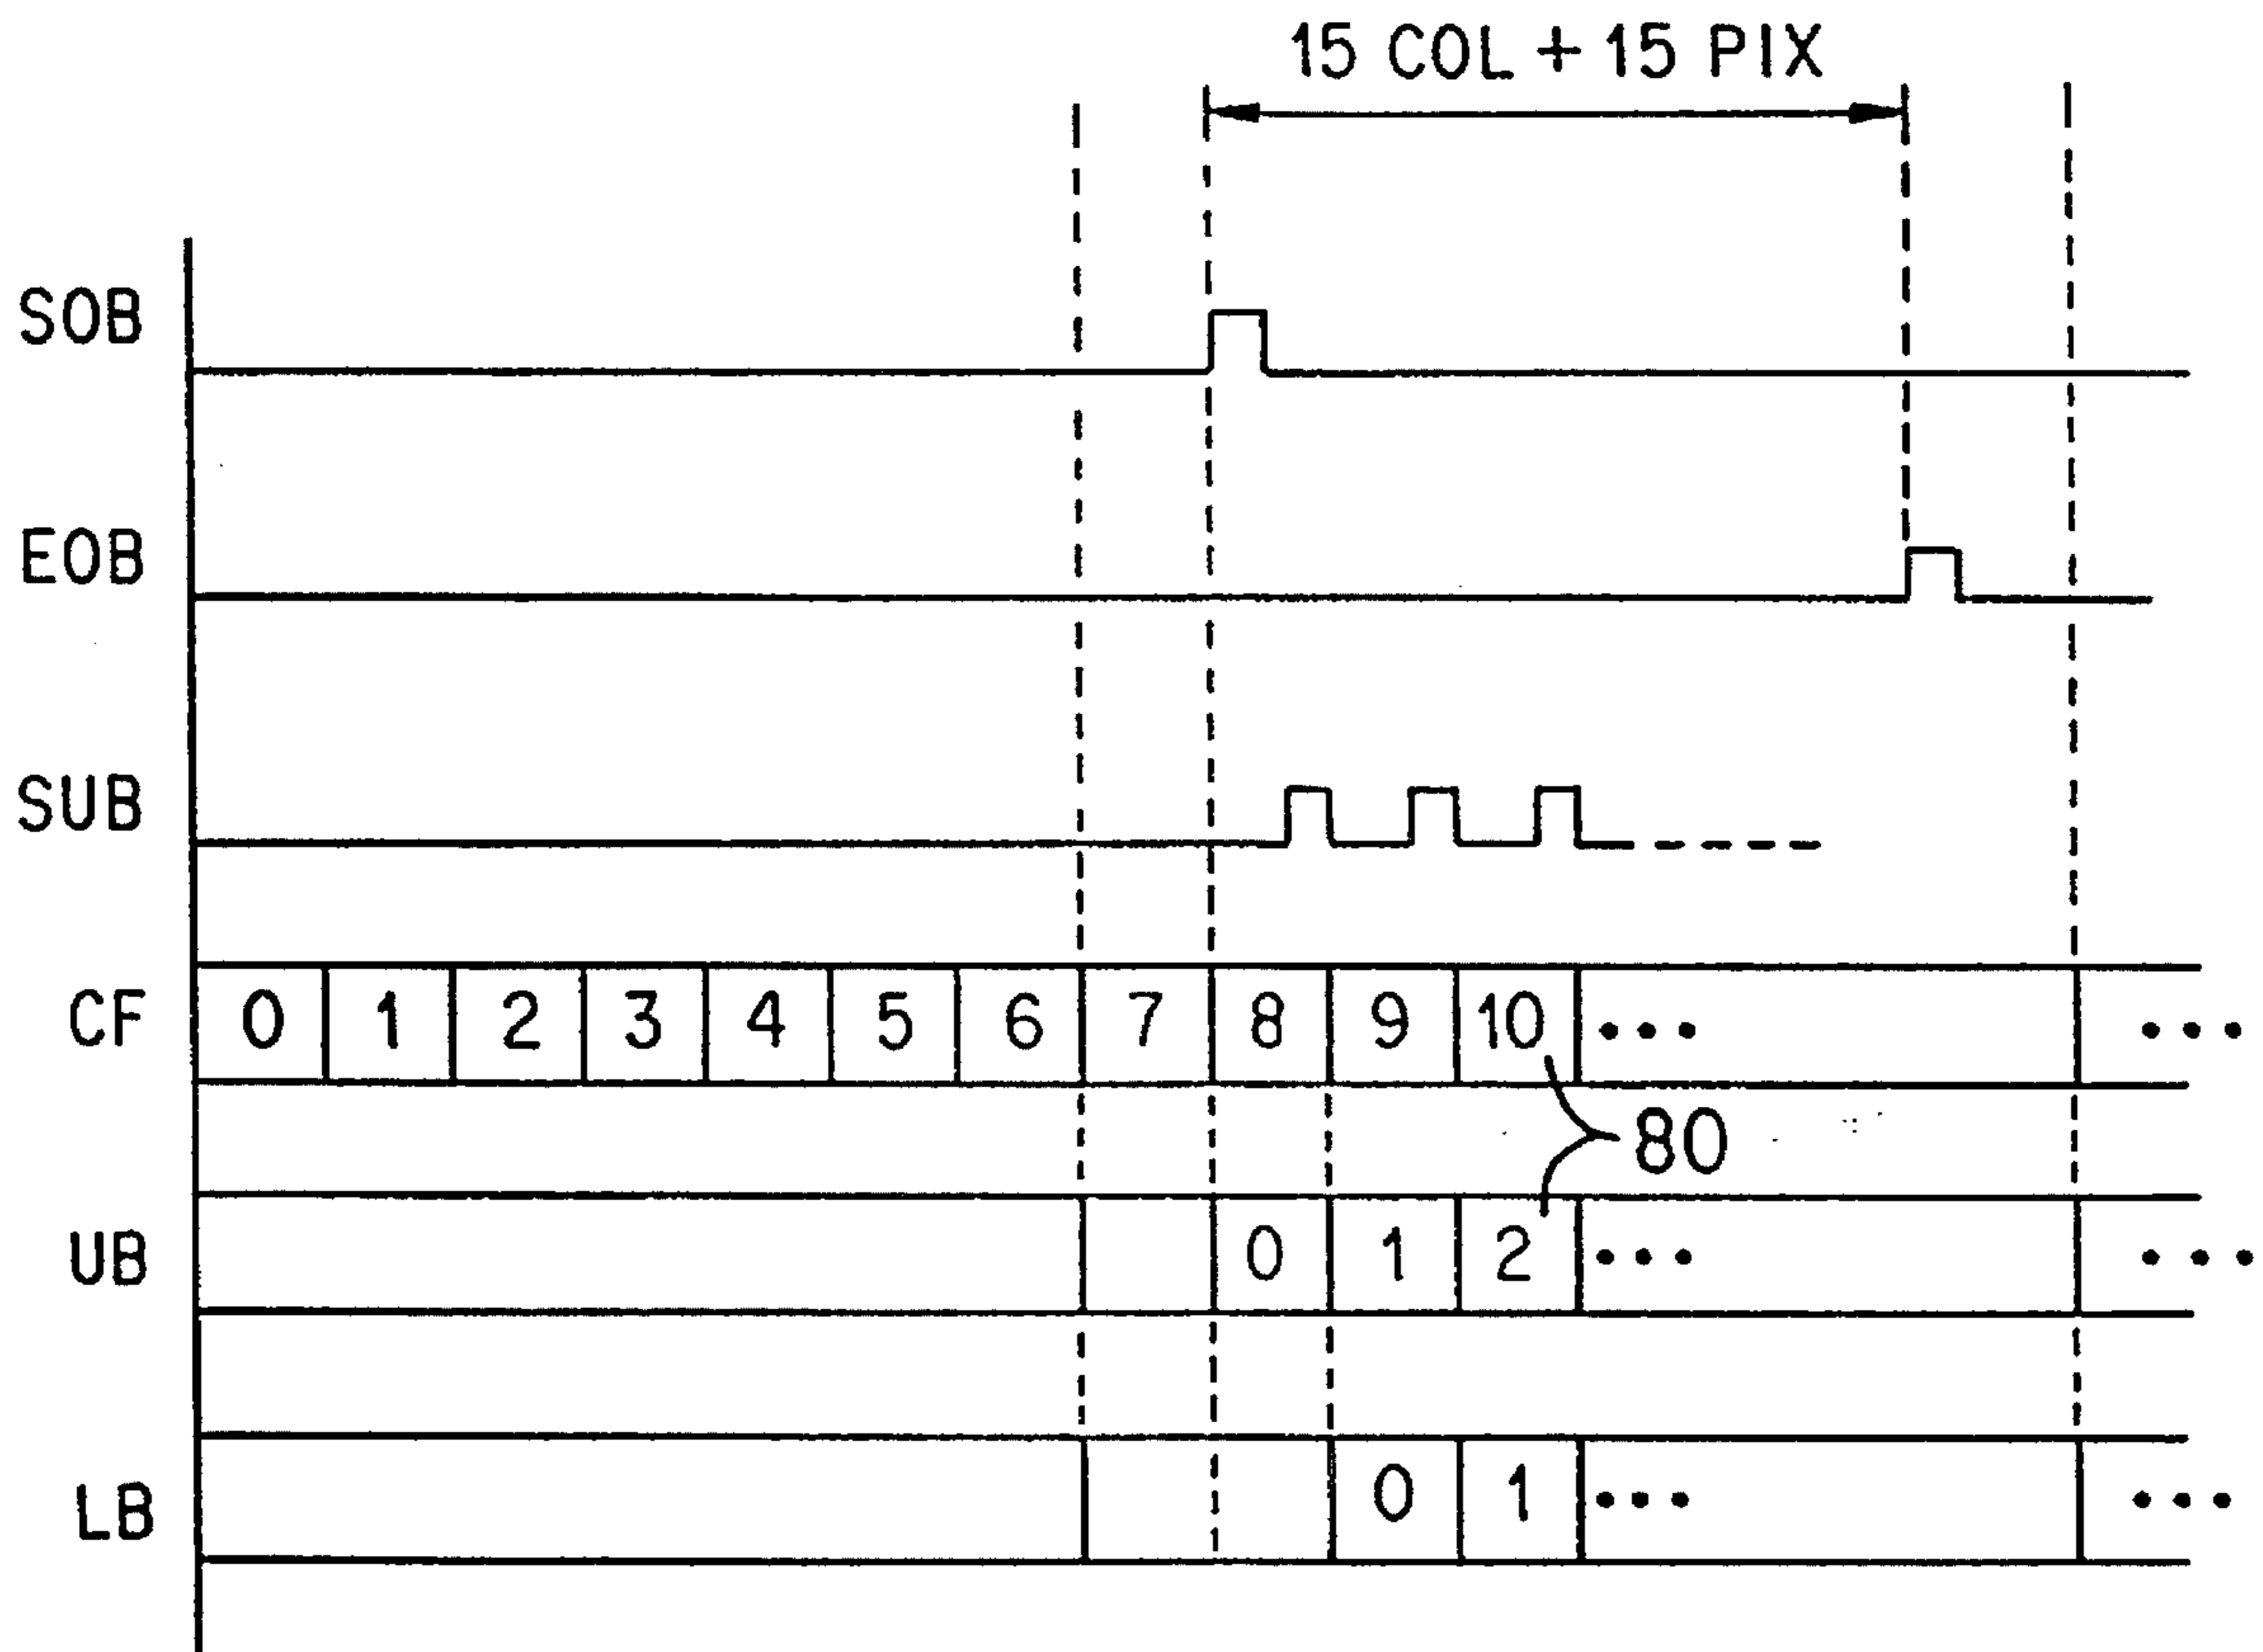 15 COL + 15 PIX
SOB
EOB
SUB
CF 0 1 2 3 4 5 6 7 8 9 10 ••• •••
80
UB 0 1 2 ••• •••
LB 0 1 ••• •••